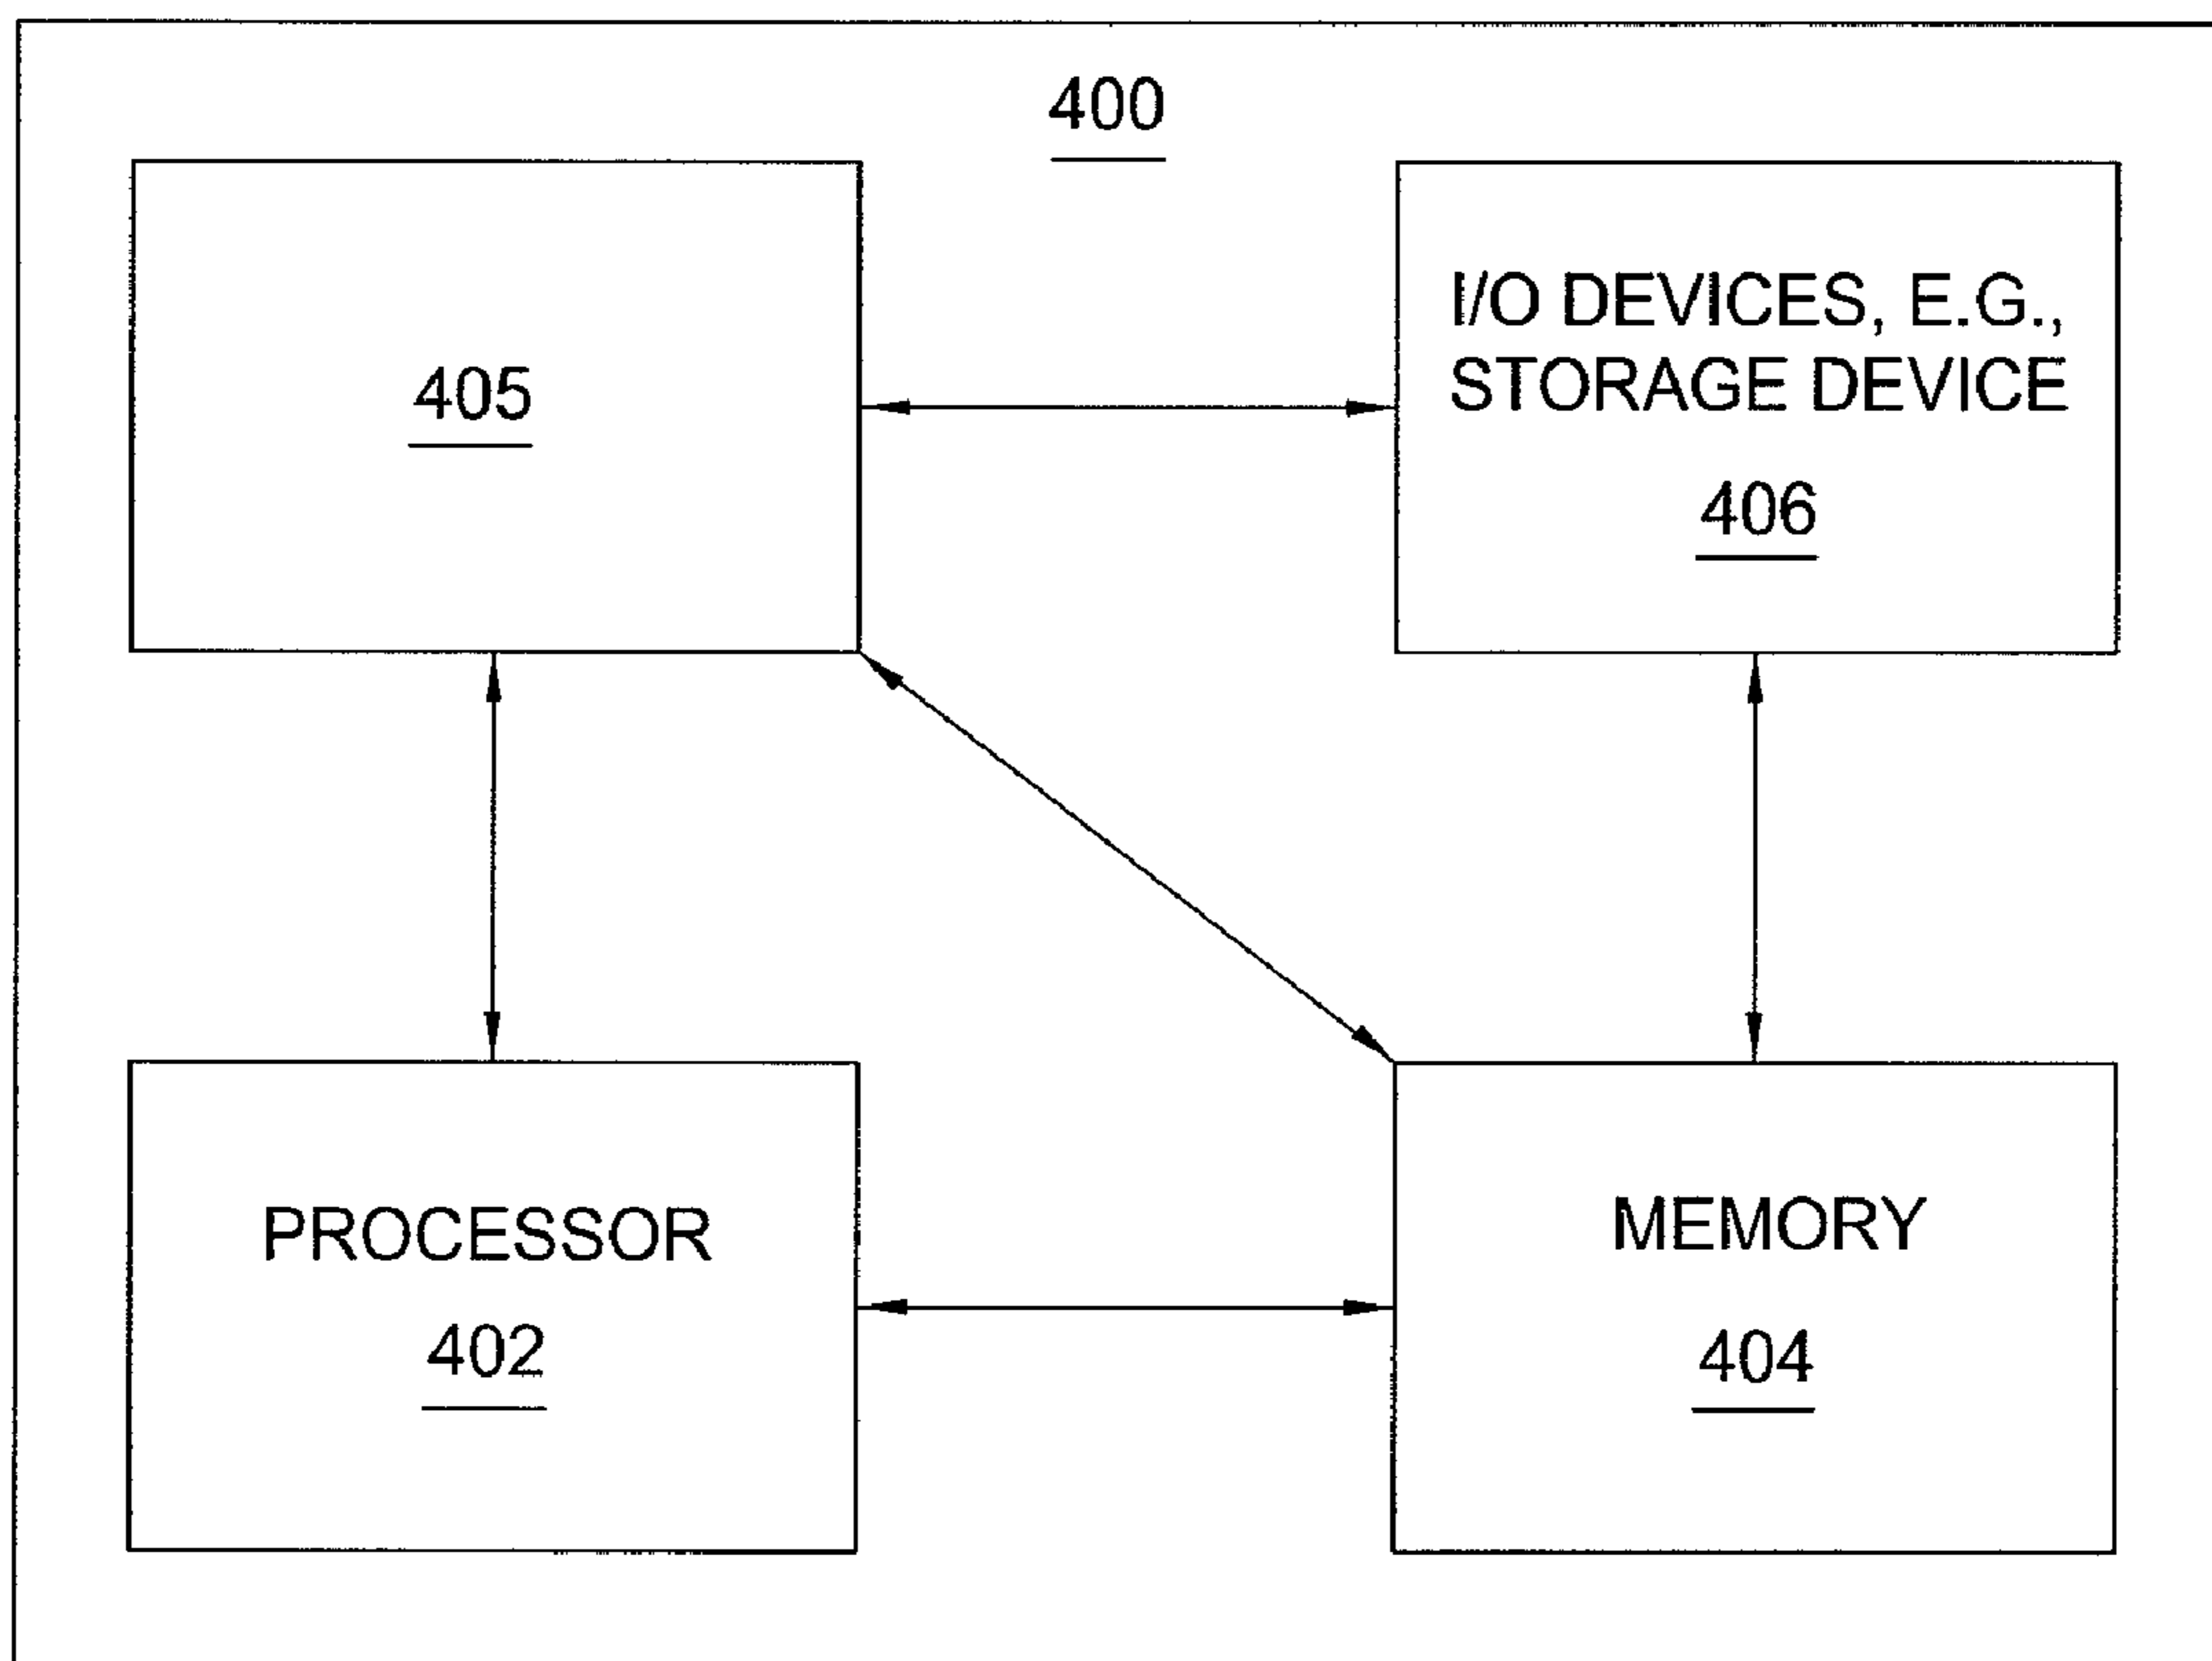 400
405
I/O DEVICES, E.G.,
STORAGE DEVICE
406
PROCESSOR
402
MEMORY
404